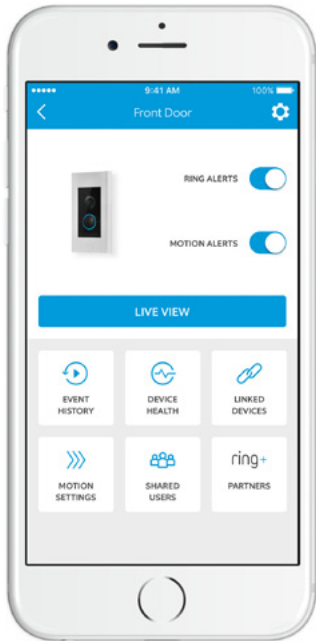 9:41 AM
100%
Front Door
RING ALERTS
MOTION ALERTS
LIVE VIEW
EVENT
HISTORY
DEVICE
HEALTH
LINKED
DEVICES
MOTION
SETTINGS
SHARED
USERS
ring+
PARTNERS